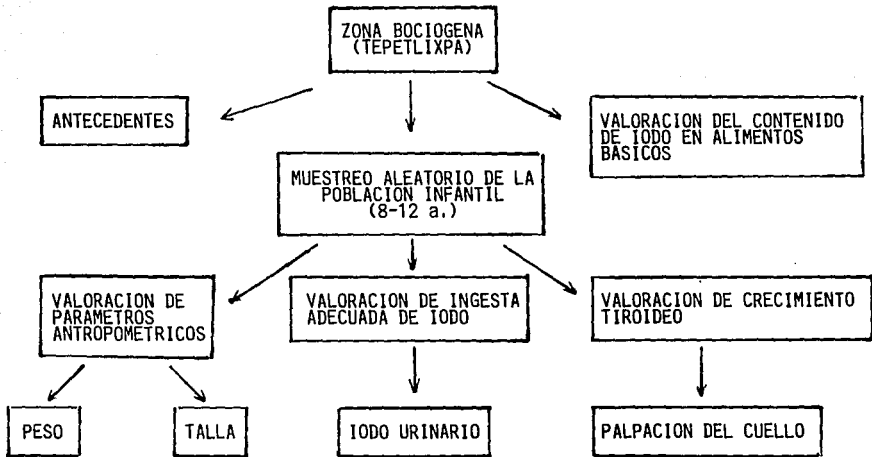 ZONA BOCIOGENA
(TEPETLIXPA)
ANTECEDENTES
VALORACION DEL CONTENIDO
DE IODO EN ALIMENTOS
BASICOS
MUESTREO ALEATORIO DE LA
POBLACION INFANTIL
(8-12 a.)
VALORACION DE
PARAMETROS
ANTROPOMETRICOS
VALORACION DE INGESTA
ADECUADA DE IODO
VALORACION DE CRECIMIENTO
TIROIDEO
PESO
TALLA
IODO URINARIO
PALPACION DEL CUELLO